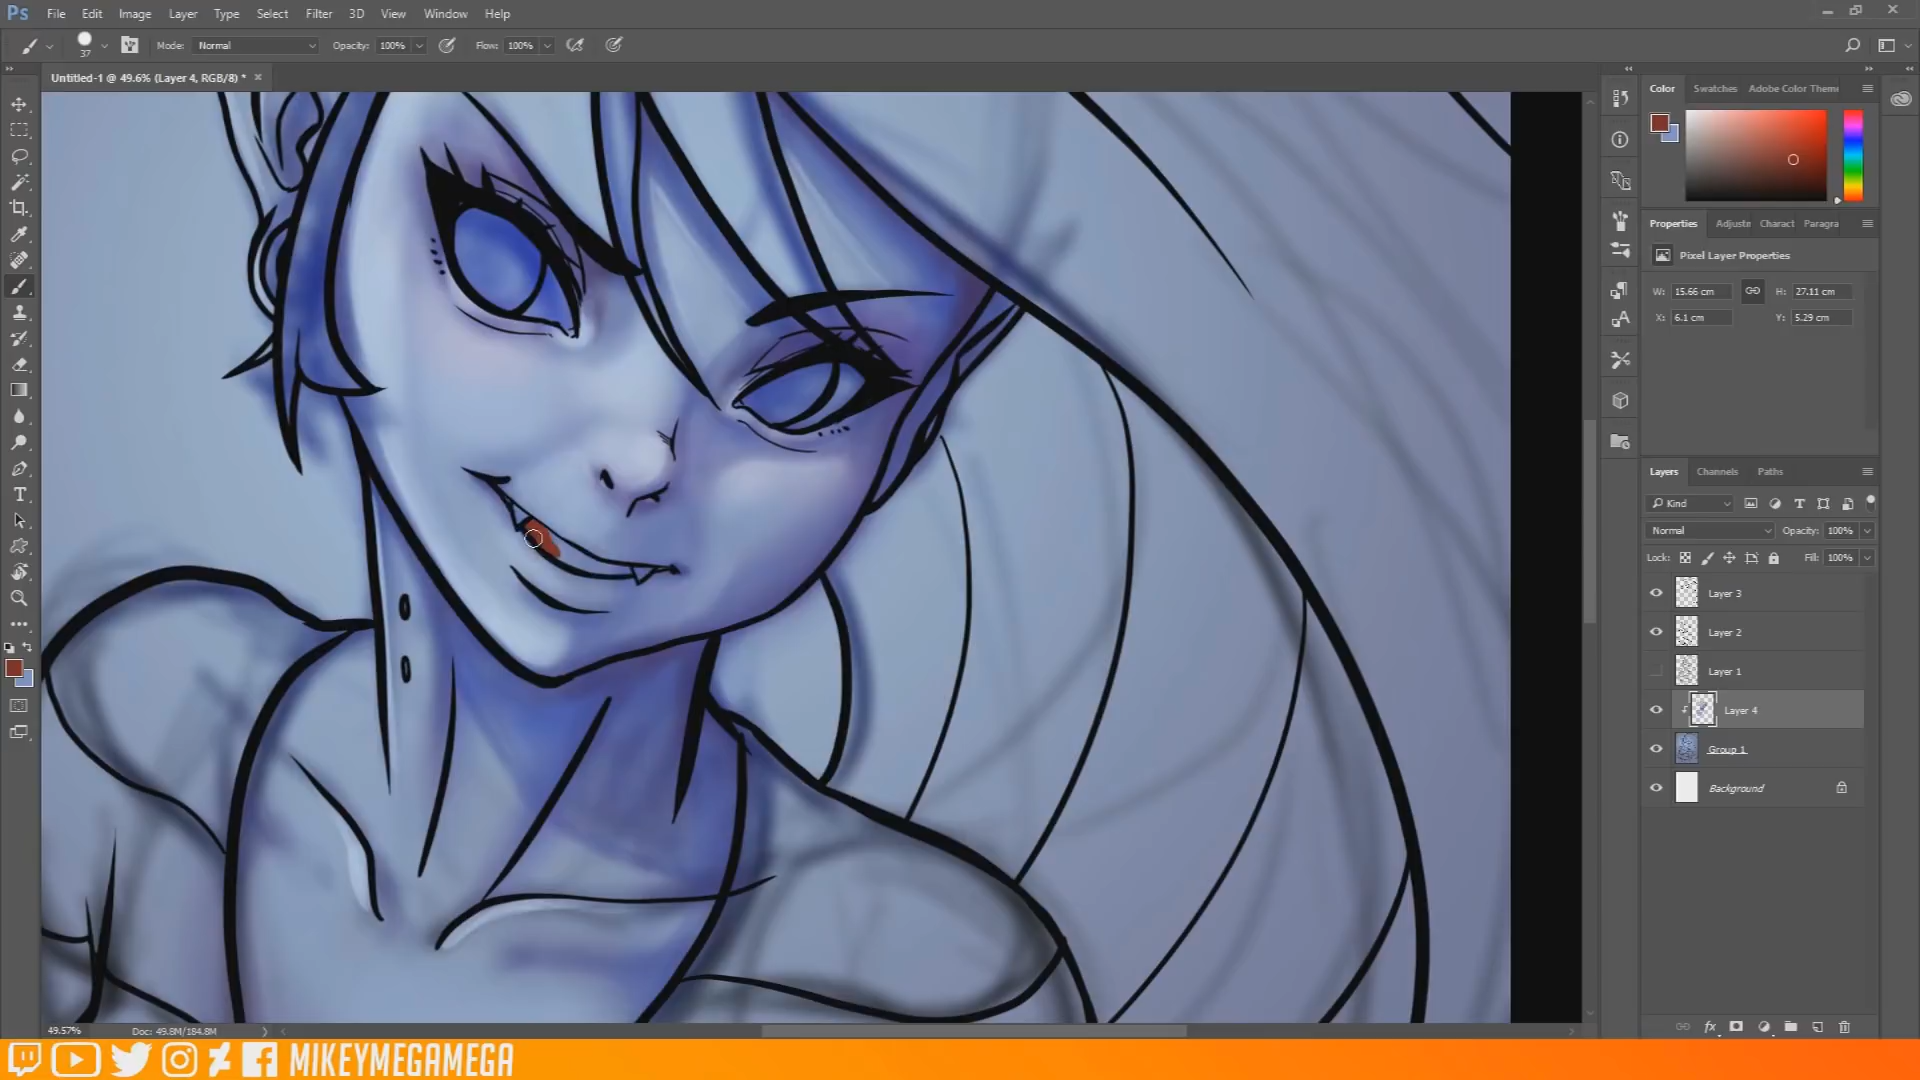 Ps File Edit Image Layer Type Select Filter 3D View Window Help
37 Mode: Normal Opacity: 100% Flow: 100%
Untitled-1 @ 49.6% (Layer 4, RGB/8) *
Color Swatches Adobe Color Theme
Properties Adjustn Charact Paragra
Pixel Layer Properties
W: 15.66 cm H: 27.11 cm
X: 6.1 cm Y: 5.29 cm
Layers Channels Paths
Kind
Normal Opacity: 100%
Lock: Fill: 100%
Layer 3
Layer 2
Layer 1
Layer 4
Group 1
Background
49.57% Doc: 49.8M/184.8M
MIKEYMEGAMEGA